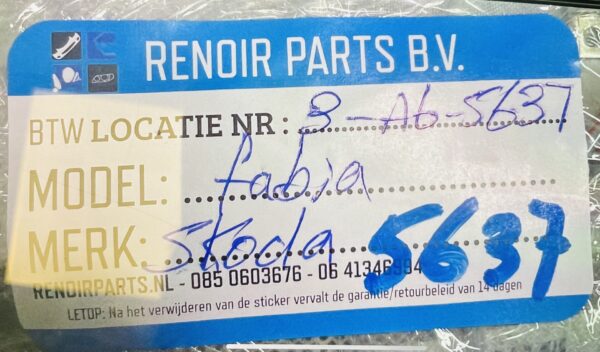 RENOIR PARTS B.V.
BTW LOCATIE NR : 3-A6-5637
MODEL: fabia
MERK: Skoda 5637
RENOIRPARTS.NL - 085 0603676 - 06 41346994
LETOP: Na het verwijderen van de sticker vervalt de garantie/retourbeleid van 14 dagen